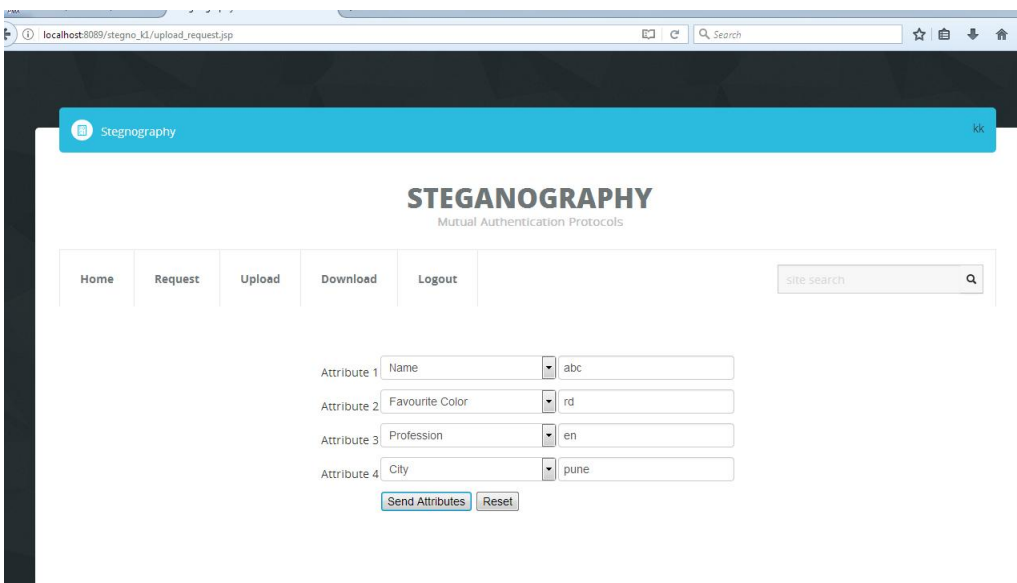 localhost:8089/stegno_k1/upload_request.jsp Search
Stegnography kk
STEGANOGRAPHY
Mutual Authentication Protocols
Home Request Upload Download Logout site search
Attribute 1 Name abc
Attribute 2 Favourite Color rd
Attribute 3 Profession en
Attribute 4 City pune
Send Attributes Reset